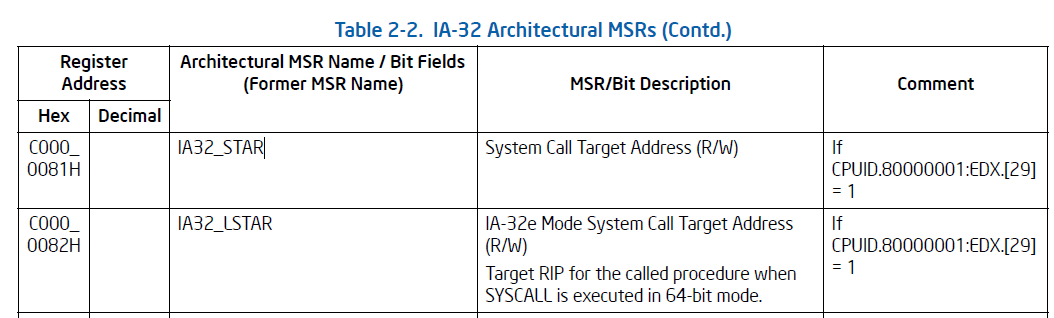 Table 2-2. IA-32 Architectural MSRs (Contd.)
Register
Address
Architectural MSR Name / Bit Fields
(Former MSR Name)
MSR/Bit Description
Comment
Hex
Decimal
C000_
0081H
IA32_STAR
System Call Target Address (R/W)
If
CPUID.80000001:EDX.[29]
= 1
C000_
0082H
IA32_LSTAR
IA-32e Mode System Call Target Address
(R/W)
Target RIP for the called procedure when
SYSCALL is executed in 64-bit mode.
If
CPUID.80000001:EDX.[29]
= 1